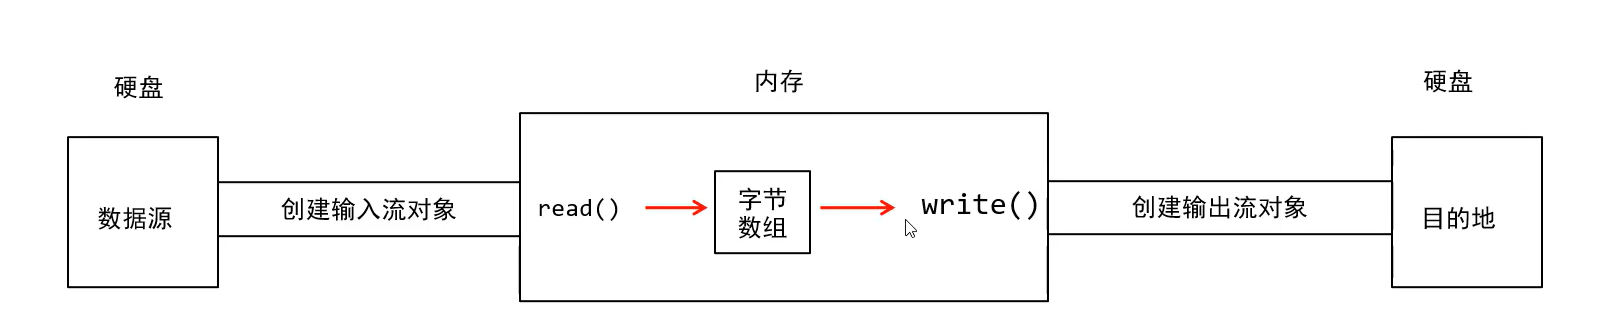 硬盘
内存
硬盘
数据源
创建输入流对象
read()
字节
数组
write()
创建输出流对象
目的地